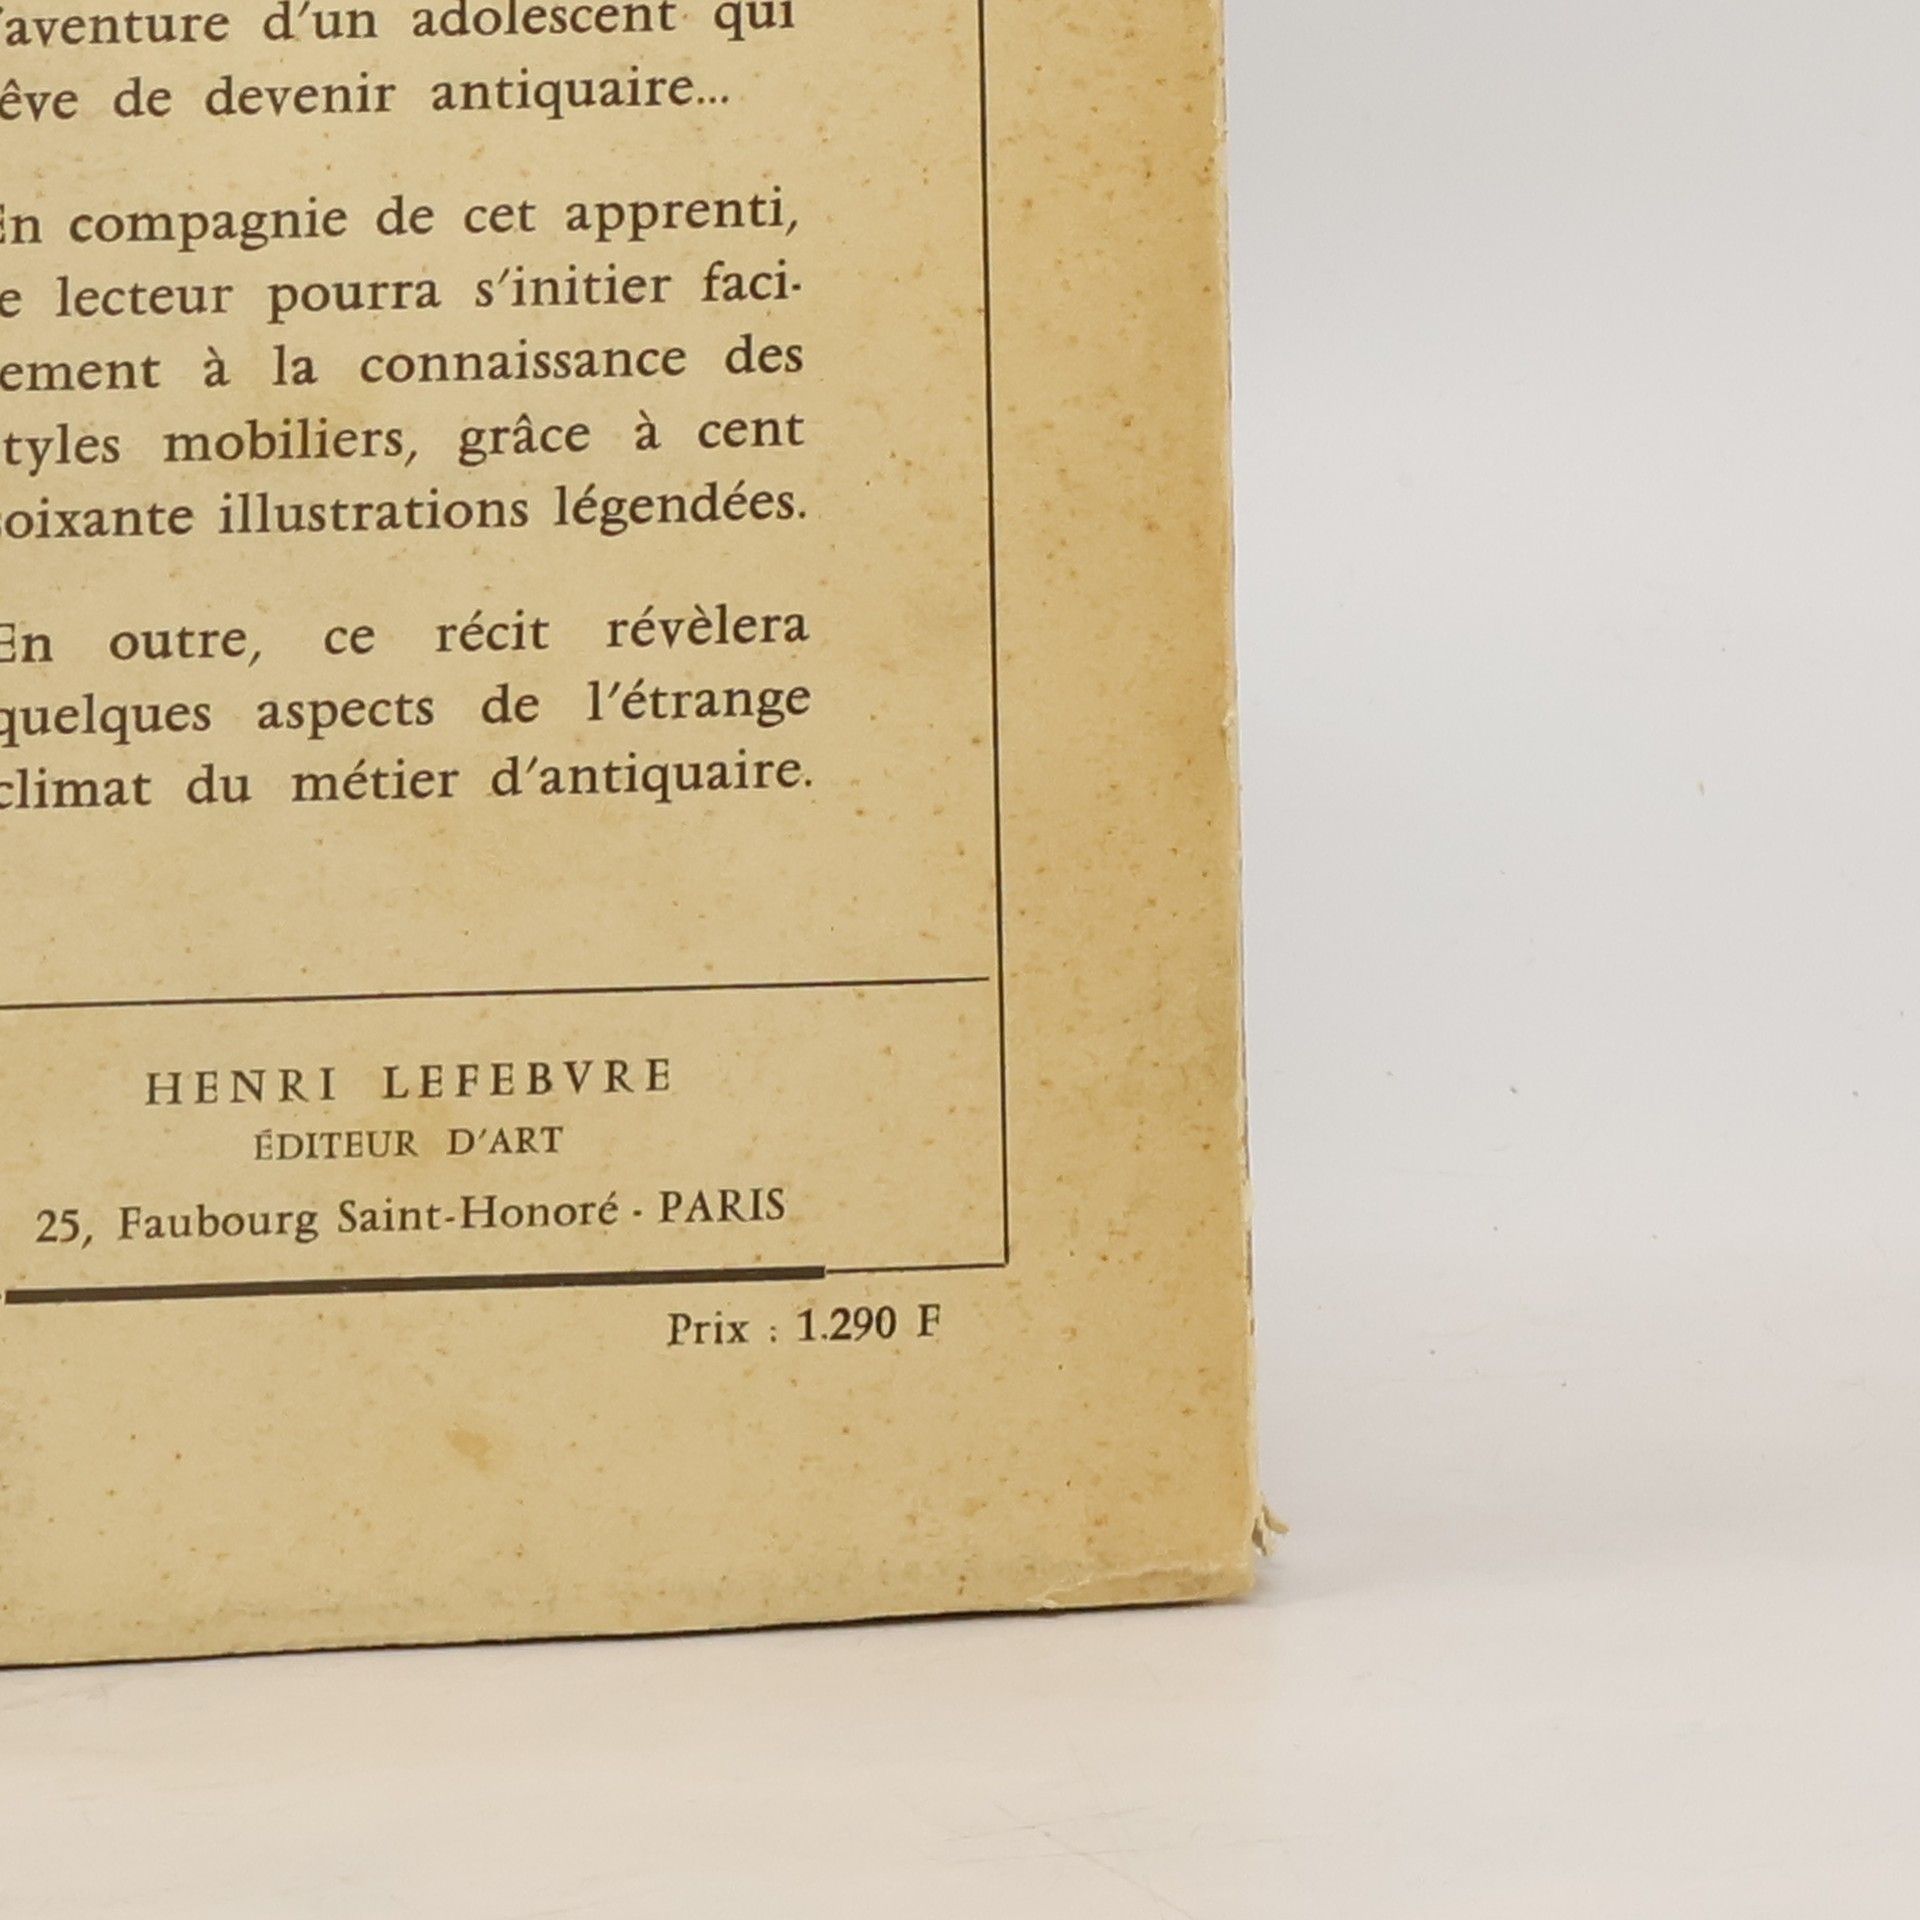 'aventure d'un adolescent qui
êve de devenir antiquaire...
En compagnie de cet apprenti,
e lecteur pourra s'initier faci-
lement à la connaissance des
tyles mobiliers, grâce à cent
soixante illustrations légendées.
En outre, ce récit révèlera
quelques aspects de l'étrange
climat du métier d'antiquaire.
HENRI LEFEBVRE
ÉDITEUR D'ART
25, Faubourg Saint-Honoré - PARIS
Prix : 1.290 F